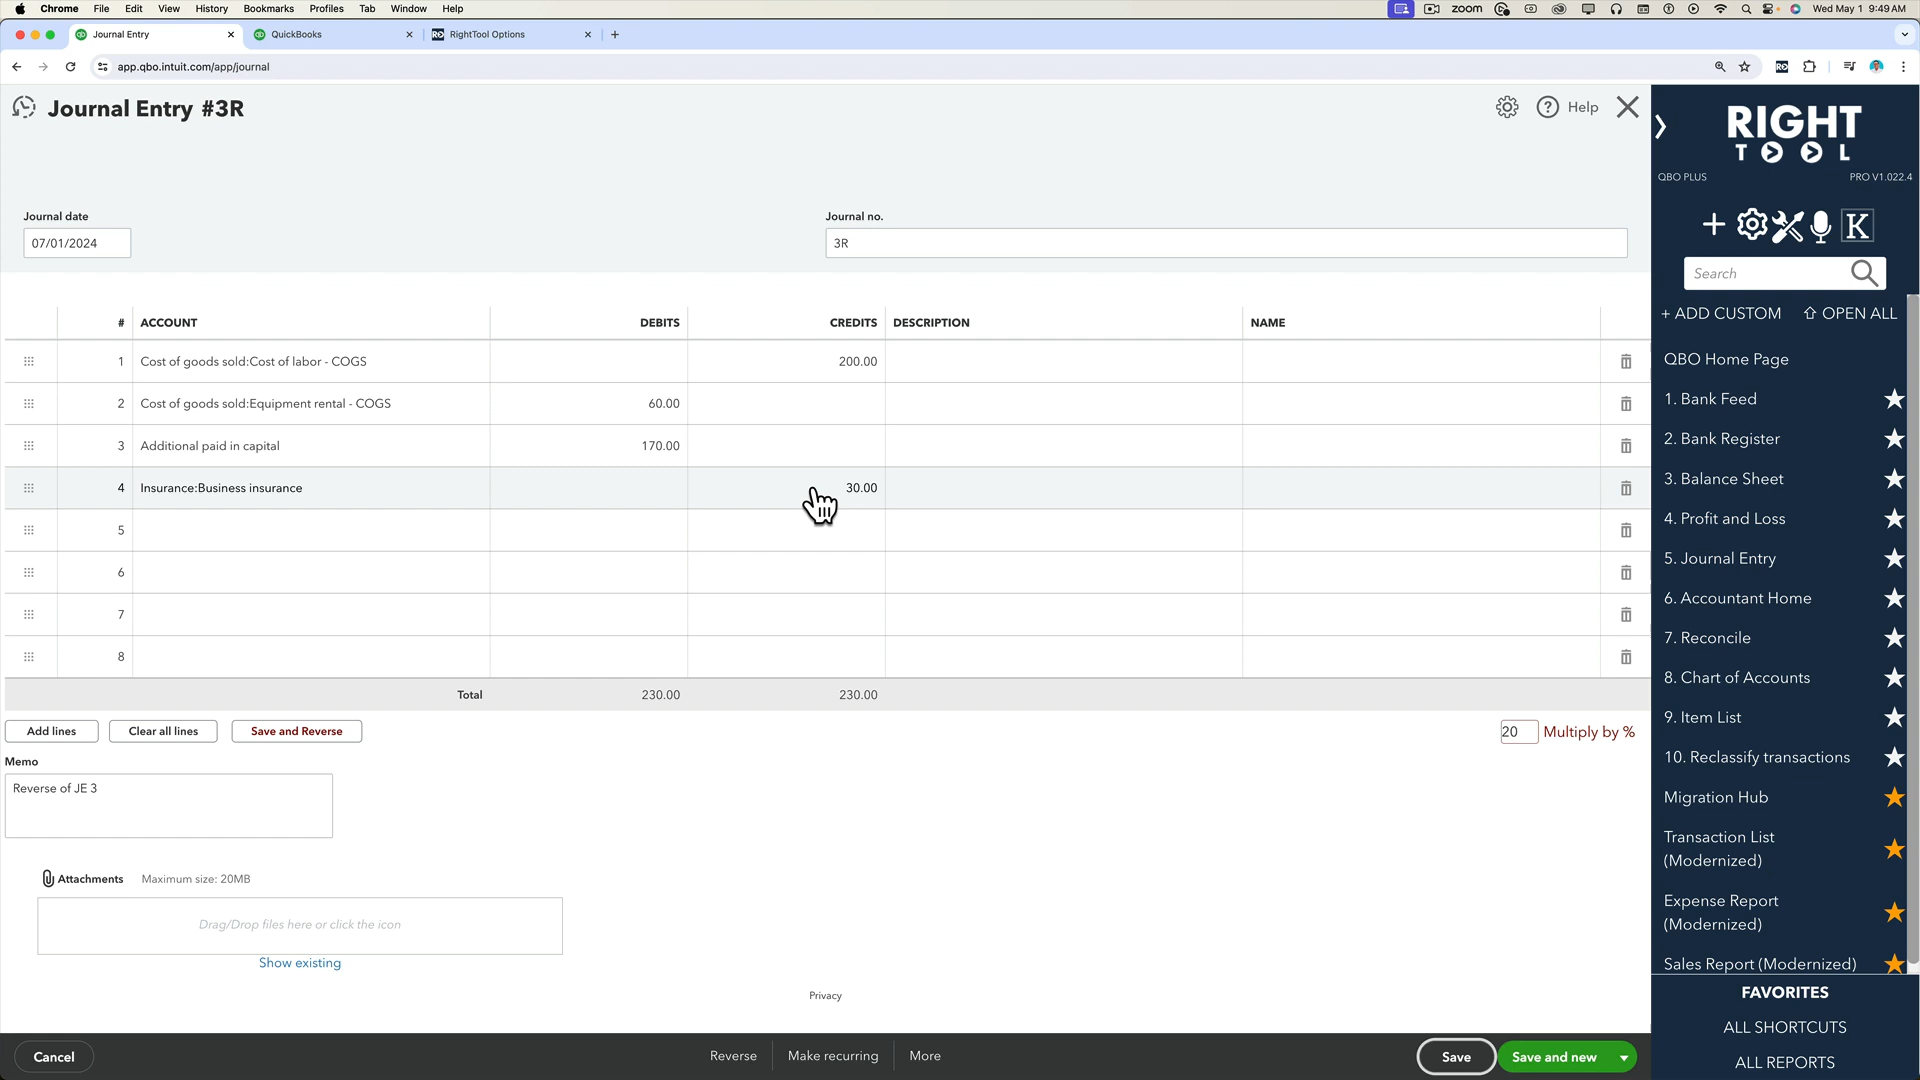 Chrome File Edit View History Bookmarks Profiles Tab Window Help zoom Wed May 1 9:49 AM
Journal Entry QuickBooks RightTool Options
app.qbo.intuit.com/app/journal
Journal Entry #3R Help
RIGHT
TOOL
QBO PLUS PRO V1.022.4
K
Journal date Journal no.
07/01/2024 3R
Search
+ ADD CUSTOM OPEN ALL
# ACCOUNT DEBITS CREDITS DESCRIPTION NAME
1 Cost of goods sold:Cost of labor - COGS 200.00
2 Cost of goods sold:Equipment rental - COGS 60.00
3 Additional paid in capital 170.00
4 Insurance:Business insurance 30.00
5
6
7
8
Total 230.00 230.00
Add lines Clear all lines Save and Reverse 20 Multiply by %
Memo
Reverse of JE 3
Attachments Maximum size: 20MB
Drag/Drop files here or click the icon
Show existing
Privacy
Cancel Reverse Make recurring More Save Save and new
QBO Home Page
1. Bank Feed
2. Bank Register
3. Balance Sheet
4. Profit and Loss
5. Journal Entry
6. Accountant Home
7. Reconcile
8. Chart of Accounts
9. Item List
10. Reclassify transactions
Migration Hub
Transaction List
(Modernized)
Expense Report
(Modernized)
Sales Report (Modernized)
FAVORITES
ALL SHORTCUTS
ALL REPORTS